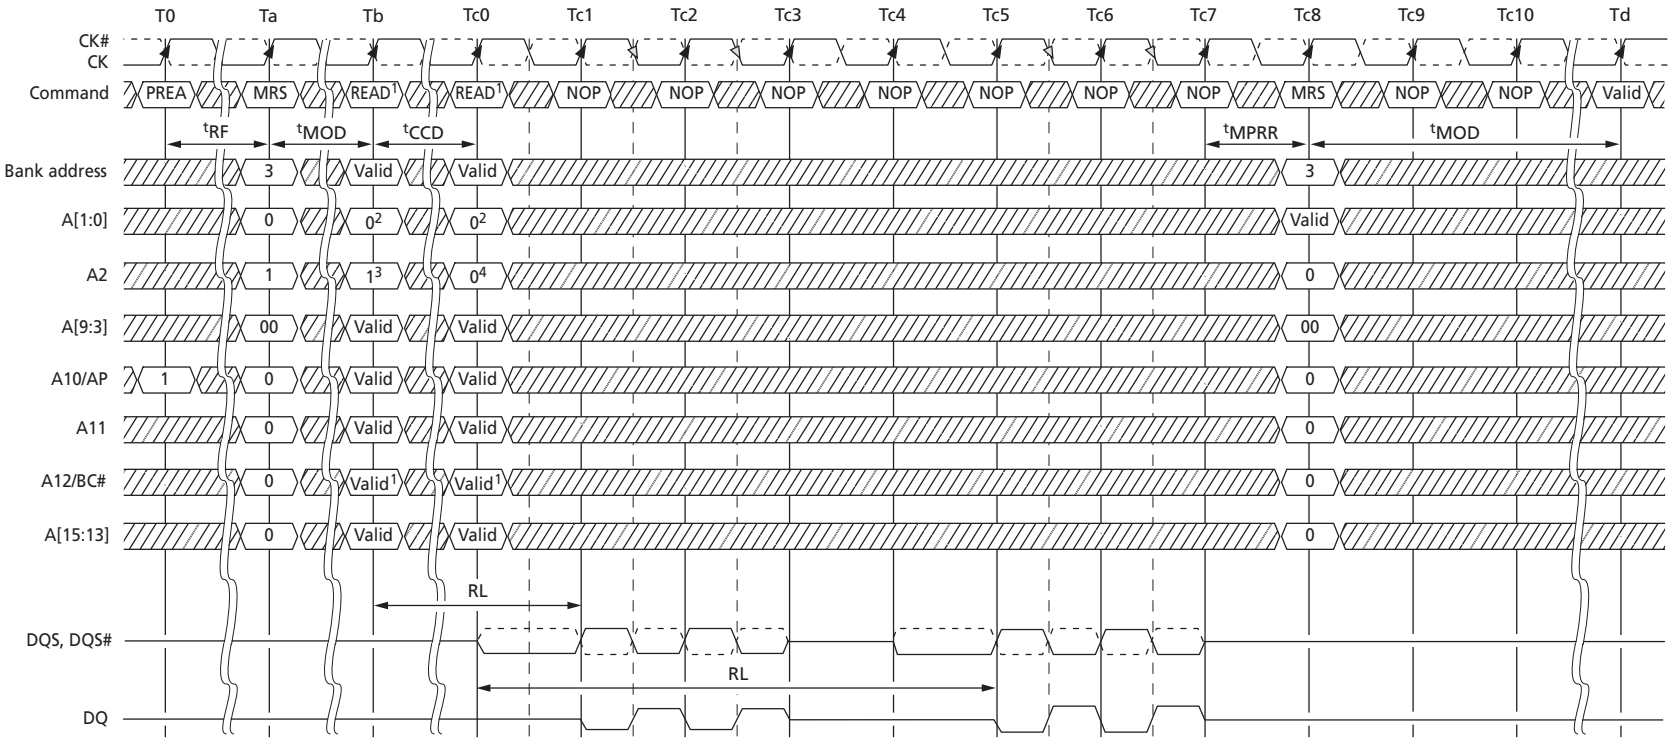 T0 Ta Tb Tc0 Tc1 Tc2 Tc3 Tc4 Tc5 Tc6 Tc7 Tc8 Tc9 Tc10 Td
CK#
CK
Command PREA MRS READ1 READ1 NOP NOP NOP NOP NOP NOP NOP MRS NOP NOP Valid
tRF tMOD tCCD tMPRR tMOD
Bank address 3 Valid Valid 3
A[1:0] 0 02 02 Valid
A2 1 13 04 0
A[9:3] 00 Valid Valid 00
A10/AP 1 0 Valid Valid 0
A11 0 Valid Valid 0
A12/BC# 0 Valid1 Valid1 0
A[15:13] 0 Valid Valid 0
RL
DQS, DQS#
RL
DQ